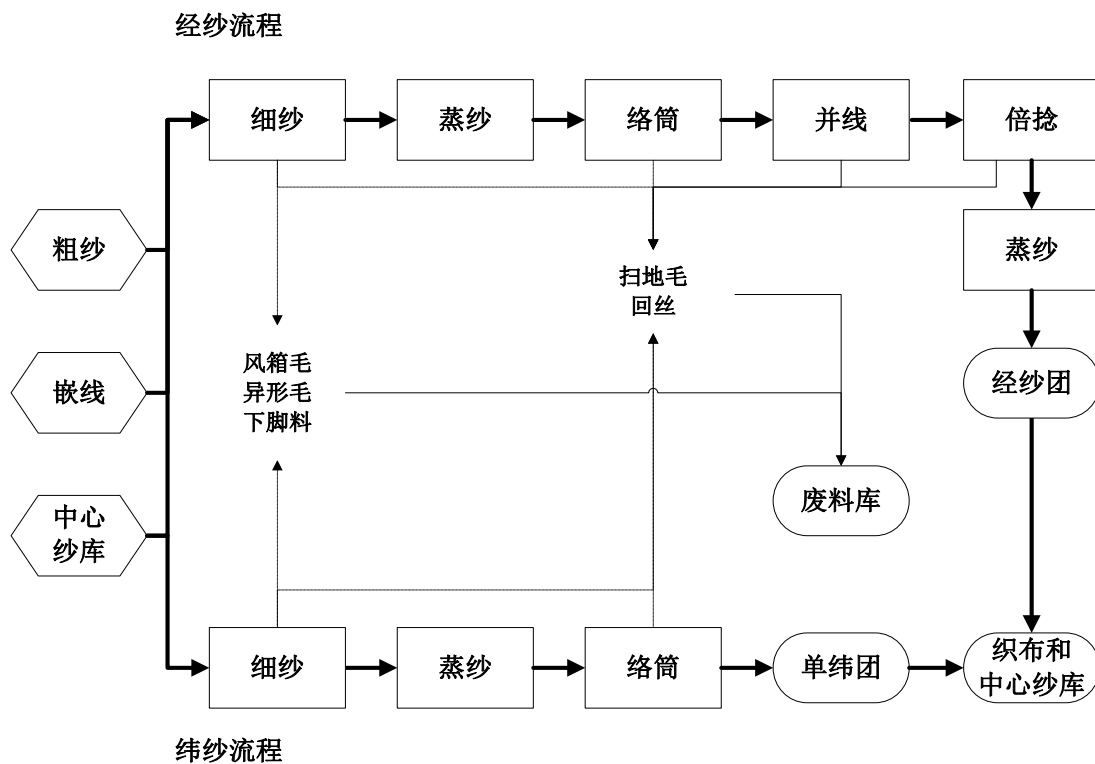 经纱流程
细纱
蒸纱
络筒
并线
倍捻
粗纱
蒸纱
扫地毛
回丝
风箱毛
异形毛
下脚料
嵌线
经纱团
废料库
中心
纱库
细纱
蒸纱
络筒
单纬团
织布和
中心纱库
纬纱流程